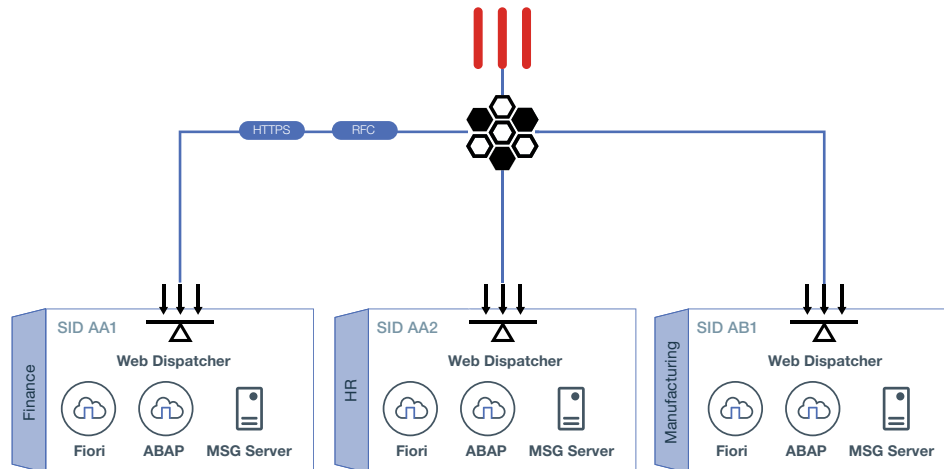 HTTPS
RFC
SID AA1
Web Dispatcher
Finance
Fiori
ABAP
MSG Server
SID AA2
Web Dispatcher
HR
Fiori
ABAP
MSG Server
SID AB1
Web Dispatcher
Manufacturing
Fiori
ABAP
MSG Server